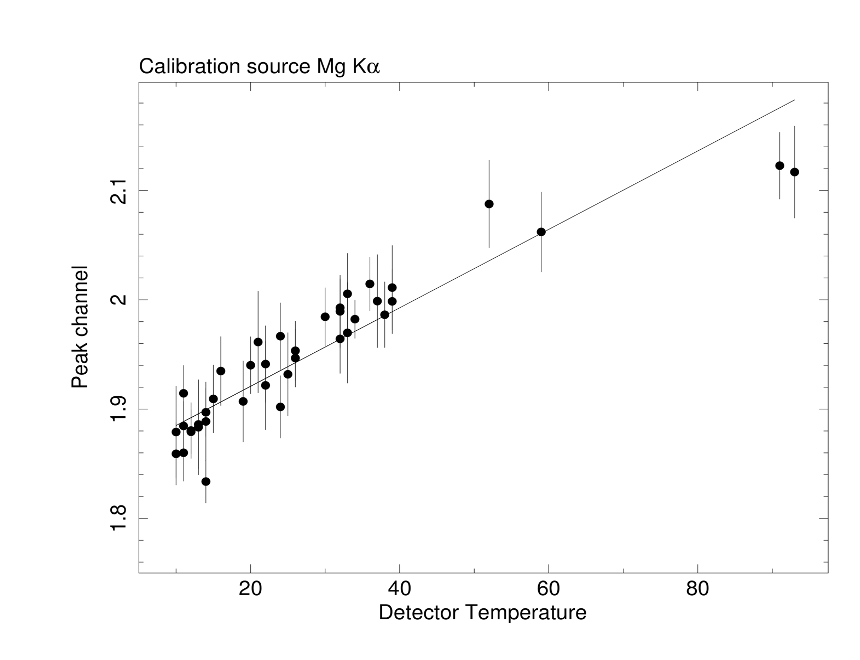 Calibration source Mg Kα
2.1
2
1.9
1.8
Peak channel
20 40 60 80
Detector Temperature